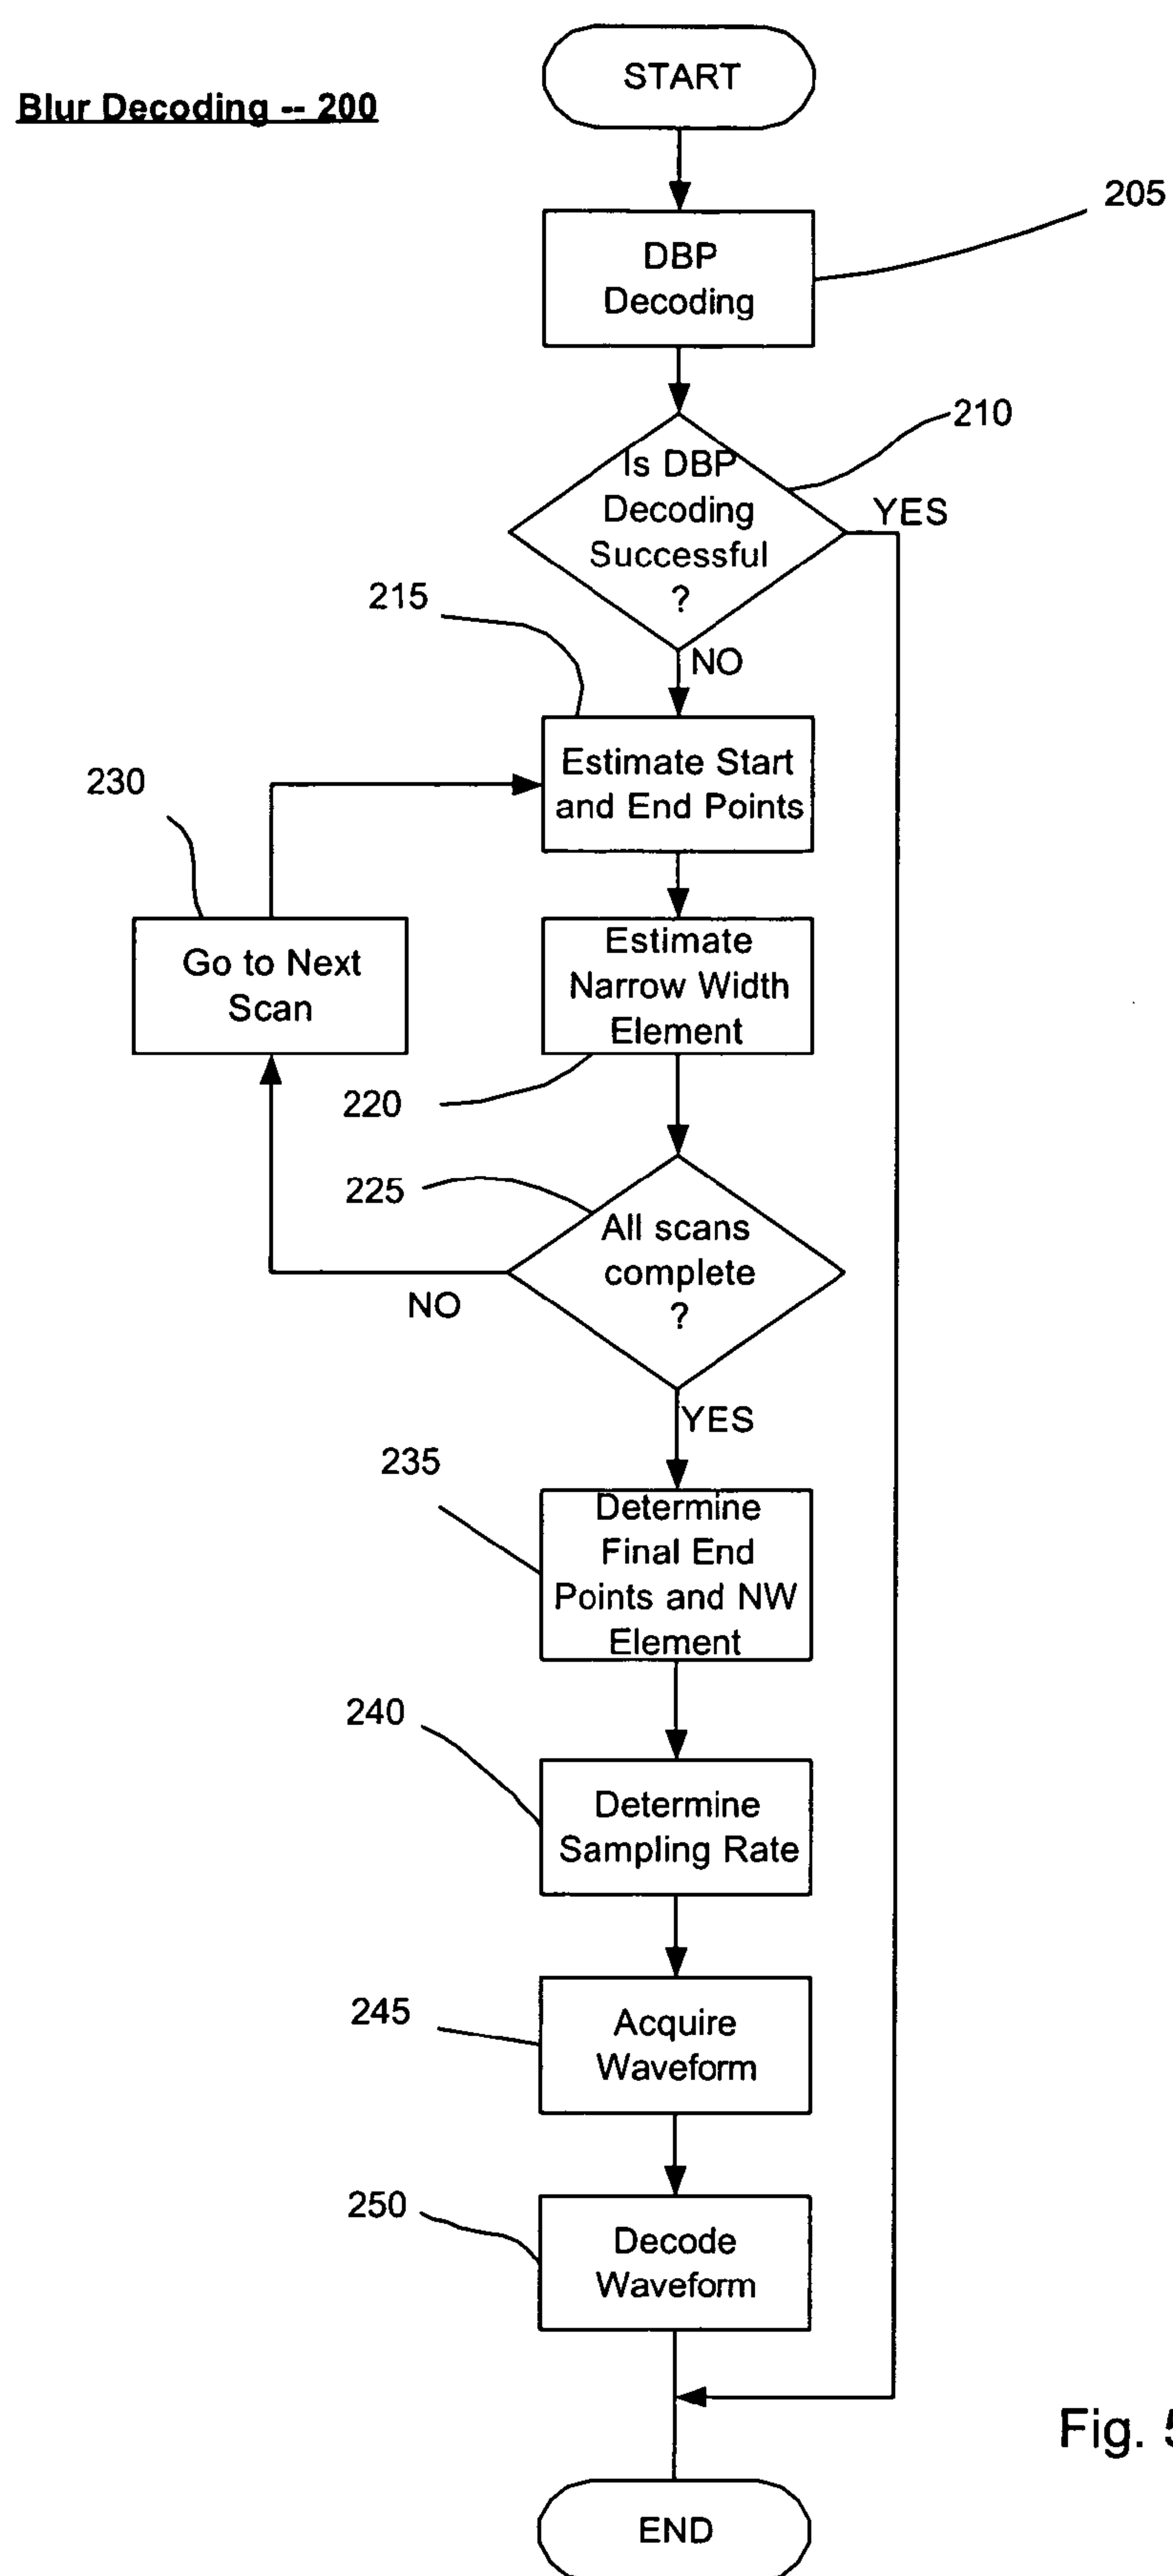 START
Blur Decoding -- 200
205
DBP
Decoding
210
Is DBP
Decoding
Successful
?
YES
215
NO
Estimate Start
and End Points
230
Go to Next
Scan
Estimate
Narrow Width
Element
220
225
All scans
complete
?
NO
YES
235
Determine
Final End
Points and NW
Element
240
Determine
Sampling Rate
245
Acquire
Waveform
250
Decode
Waveform
Fig. 5
END